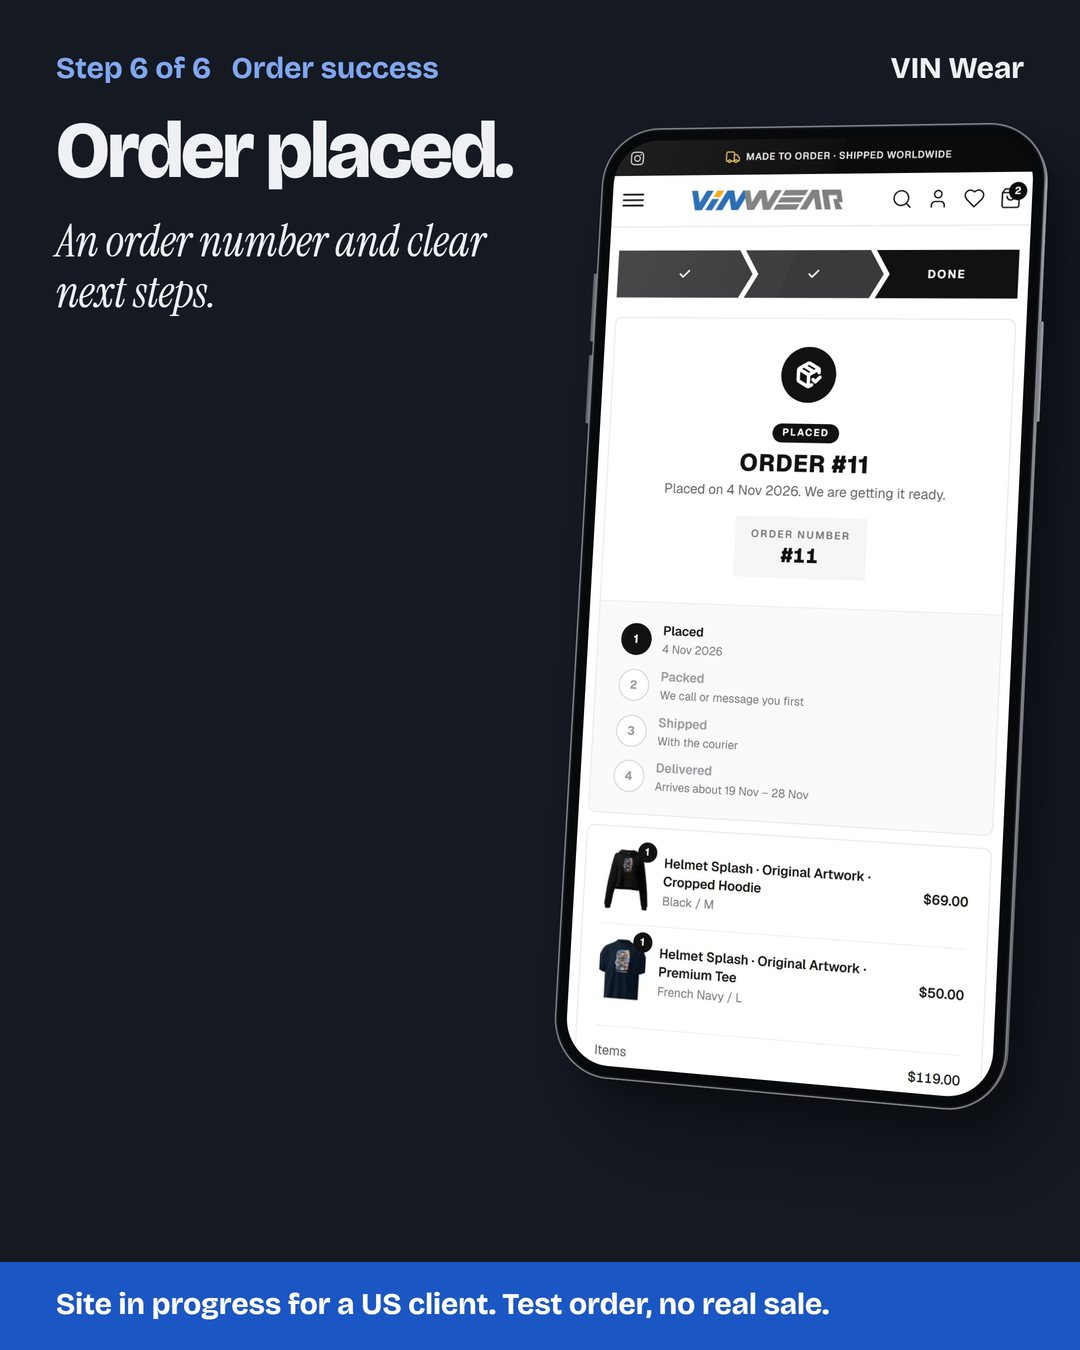 Step 6 of 6 Order success
VIN Wear
Order placed.
An order number and clear
next steps.
MADE TO ORDER · SHIPPED WORLDWIDE
VINWEAR
2
DONE
PLACED
ORDER #11
Placed on 4 Nov 2026. We are getting it ready.
ORDER NUMBER
#11
1
Placed
4 Nov 2026
2
Packed
We call or message you first
3
Shipped
With the courier
4
Delivered
Arrives about 19 Nov – 28 Nov
1
Helmet Splash · Original Artwork ·
Cropped Hoodie
Black / M
$69.00
1
Helmet Splash · Original Artwork ·
Premium Tee
French Navy / L
$50.00
Items
$119.00
Site in progress for a US client. Test order, no real sale.